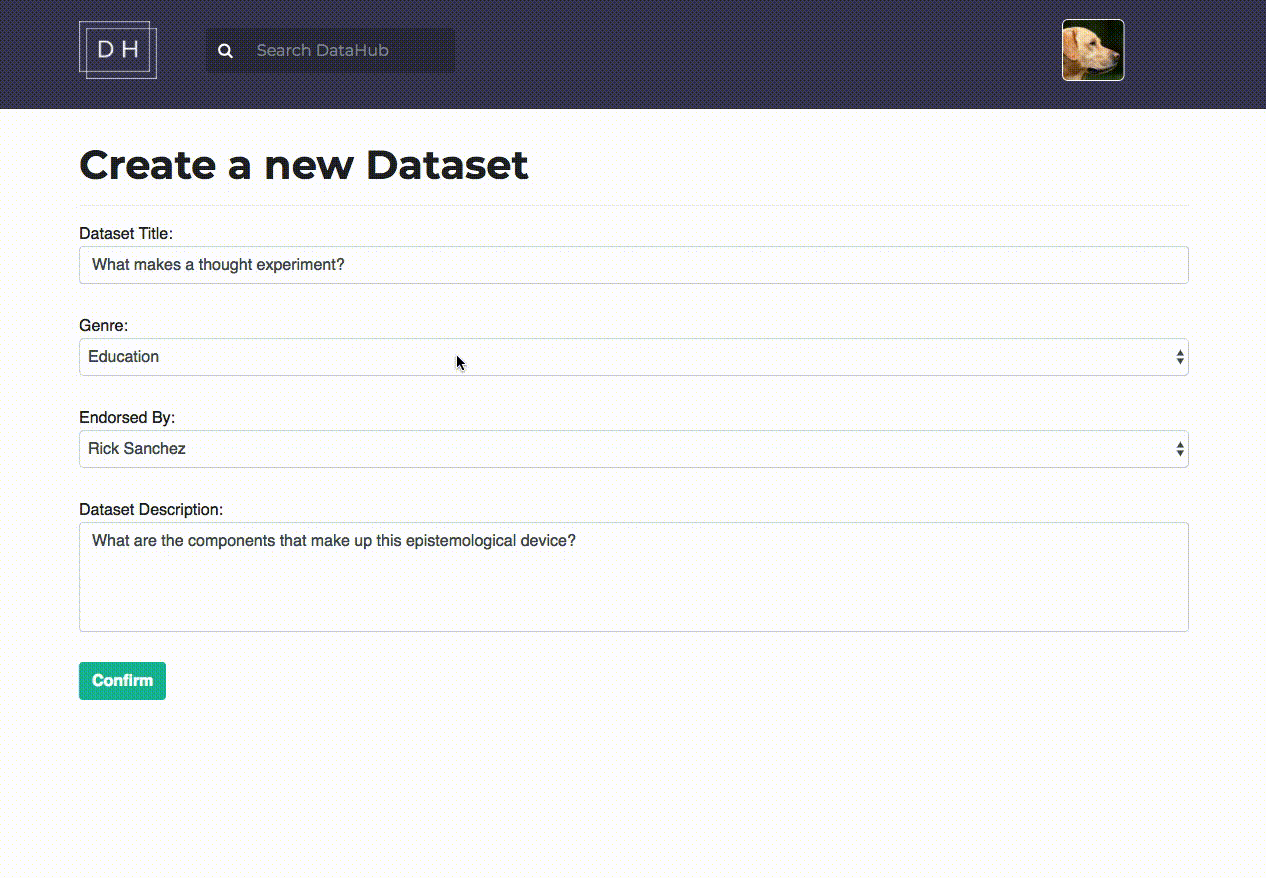 D H
Search DataHub
Create a new Dataset
Dataset Title:
What makes a thought experiment?
Genre:
Education
Endorsed By:
Rick Sanchez
Dataset Description:
What are the components that make up this epistemological device?
Confirm